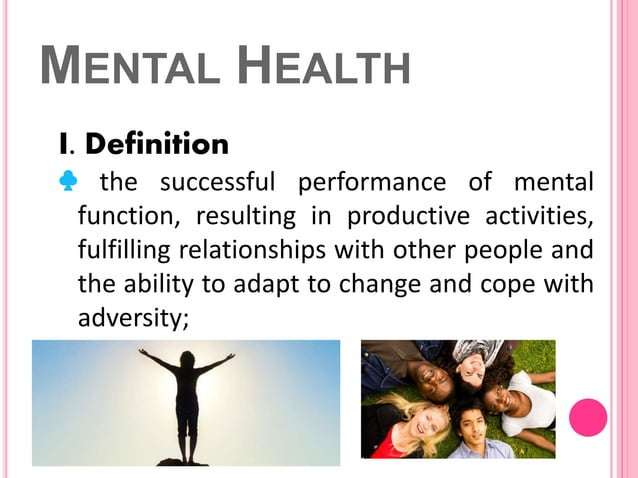 MENTAL HEALTH
I. Definition
♣ the successful performance of mental
function, resulting in productive activities,
fulfilling relationships with other people and
the ability to adapt to change and cope with
adversity;